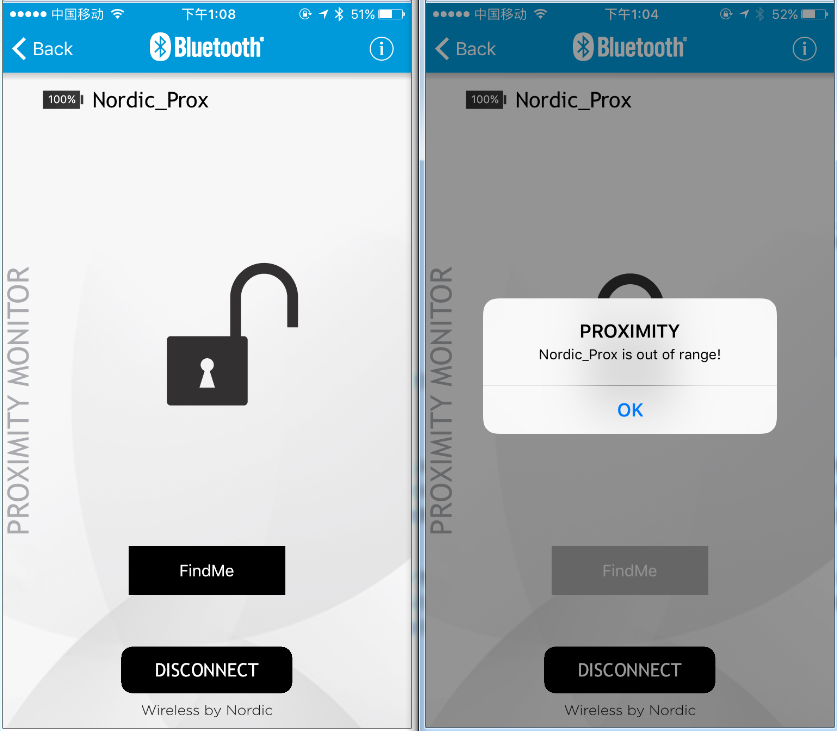 中国移动 下午1:08 51%
Back Bluetooth® i
100% Nordic_Prox
PROXIMITY MONITOR
FindMe
DISCONNECT
Wireless by Nordic
中国移动 下午1:04 52%
Back Bluetooth® i
100% Nordic_Prox
PROXIMITY MONITOR
PROXIMITY
Nordic_Prox is out of range!
OK
FindMe
DISCONNECT
Wireless by Nordic